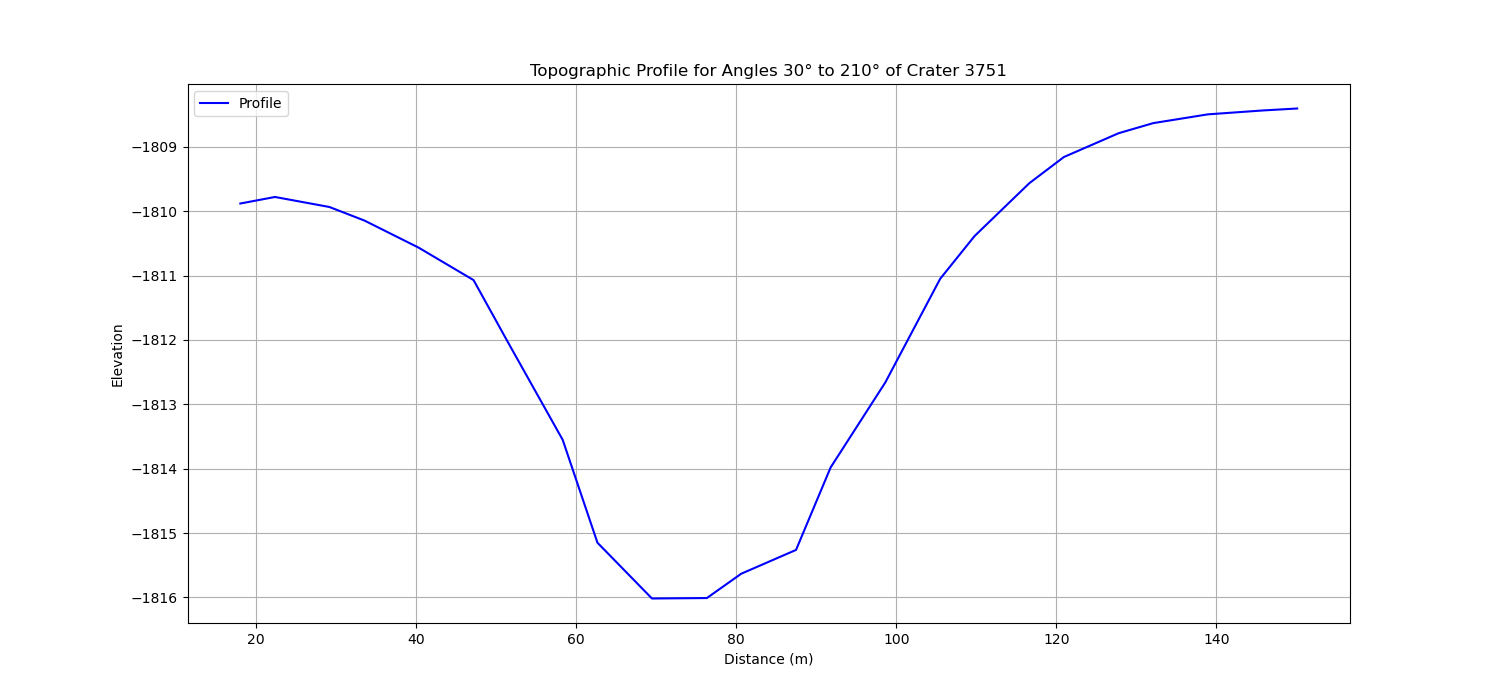 Topographic Profile for Angles 30° to 210° of Crater 3751
Profile
Elevation
−1809
−1810
−1811
−1812
−1813
−1814
−1815
−1816
20 40 60 80 100 120 140
Distance (m)